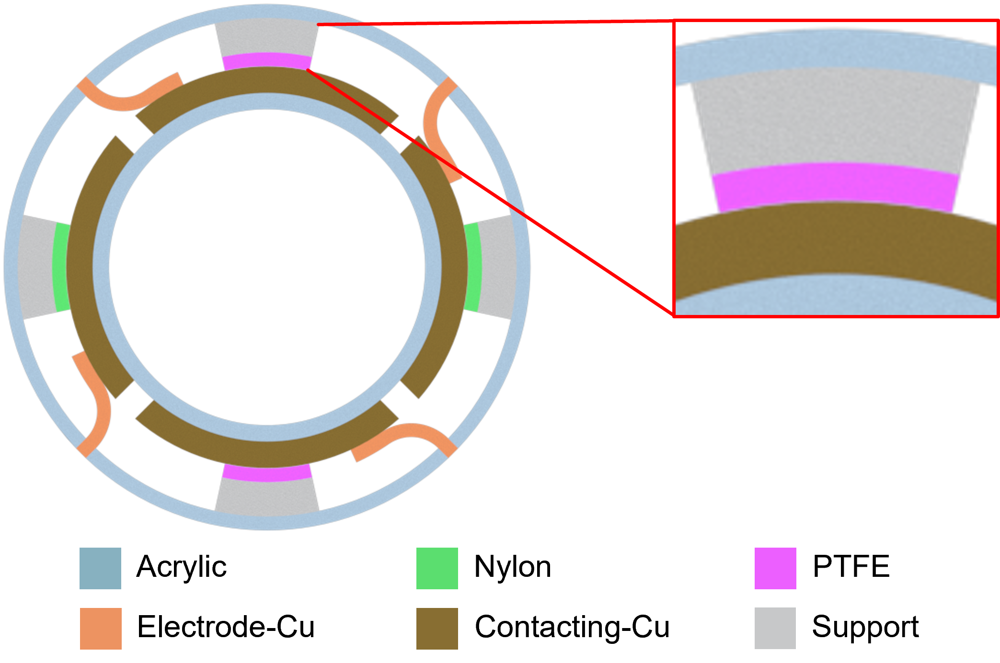 Acrylic
Nylon
PTFE
Electrode-Cu
Contacting-Cu
Support